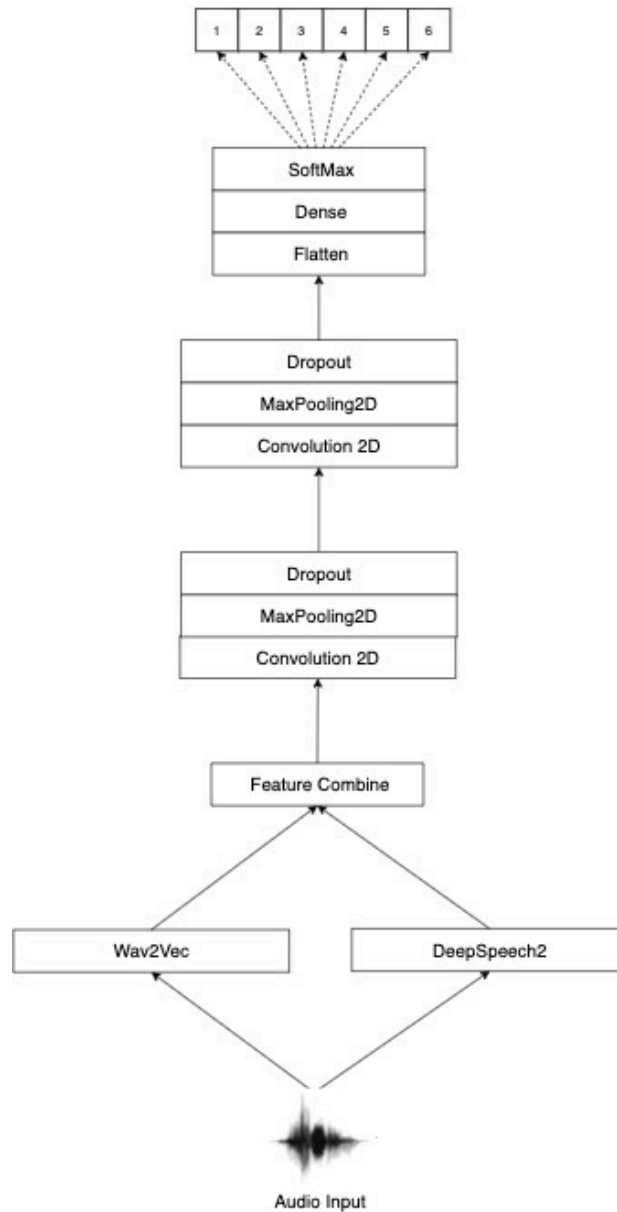 1 2 3 4 5 6
SoftMax
Dense
Flatten
Dropout
MaxPooling2D
Convolution 2D
Dropout
MaxPooling2D
Convolution 2D
Feature Combine
Wav2Vec DeepSpeech2
Audio Input